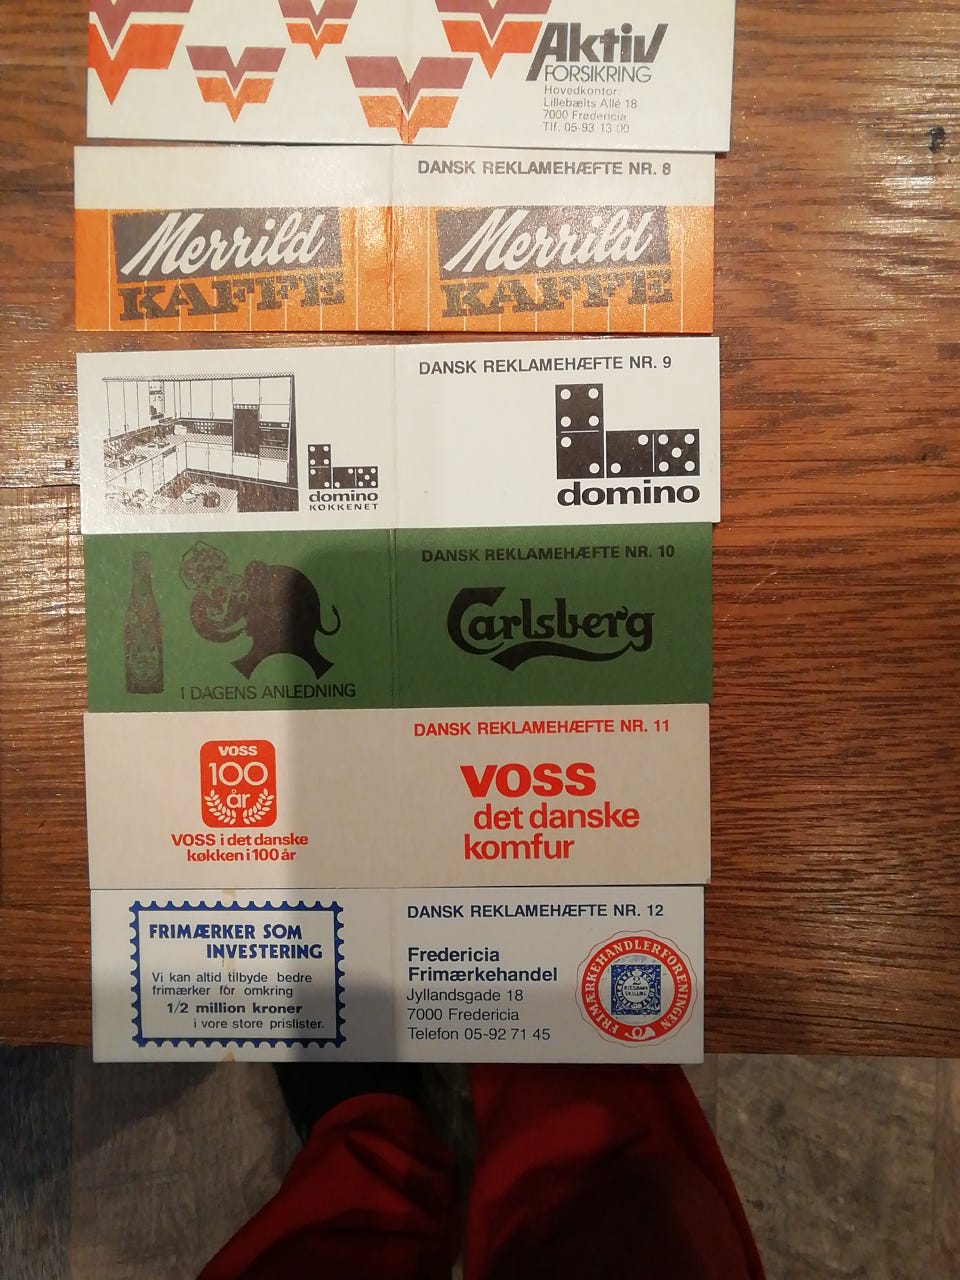 Aktiv
FORSIKRING
Hovedkontor:
Lillebælts Allé 18
7000 Fredericia
Tlf. 05-93 13 00
DANSK REKLAMEHÆFTE NR. 8
Merrild
KAFFE
Merrild
KAFFE
DANSK REKLAMEHÆFTE NR. 9
domino
KØKKENET
domino
DANSK REKLAMEHÆFTE NR. 10
I DAGENS ANLEDNING
Carlsberg
DANSK REKLAMEHÆFTE NR. 11
VOSS
100
år
VOSS i det danske
køkken i 100 år
VOSS
det danske
komfur
FRIMÆRKER SOM
INVESTERING
Vi kan altid tilbyde bedre
frimærker for omkring
1/2 million kroner
i vore store prislister.
DANSK REKLAMEHÆFTE NR. 12
Fredericia
Frimærkehandel
Jyllandsgade 18
7000 Fredericia
Telefon 05-92 71 45
FRIMÆRKEHANDLERFORENINGEN
2
RIGSBANK
SKILLING